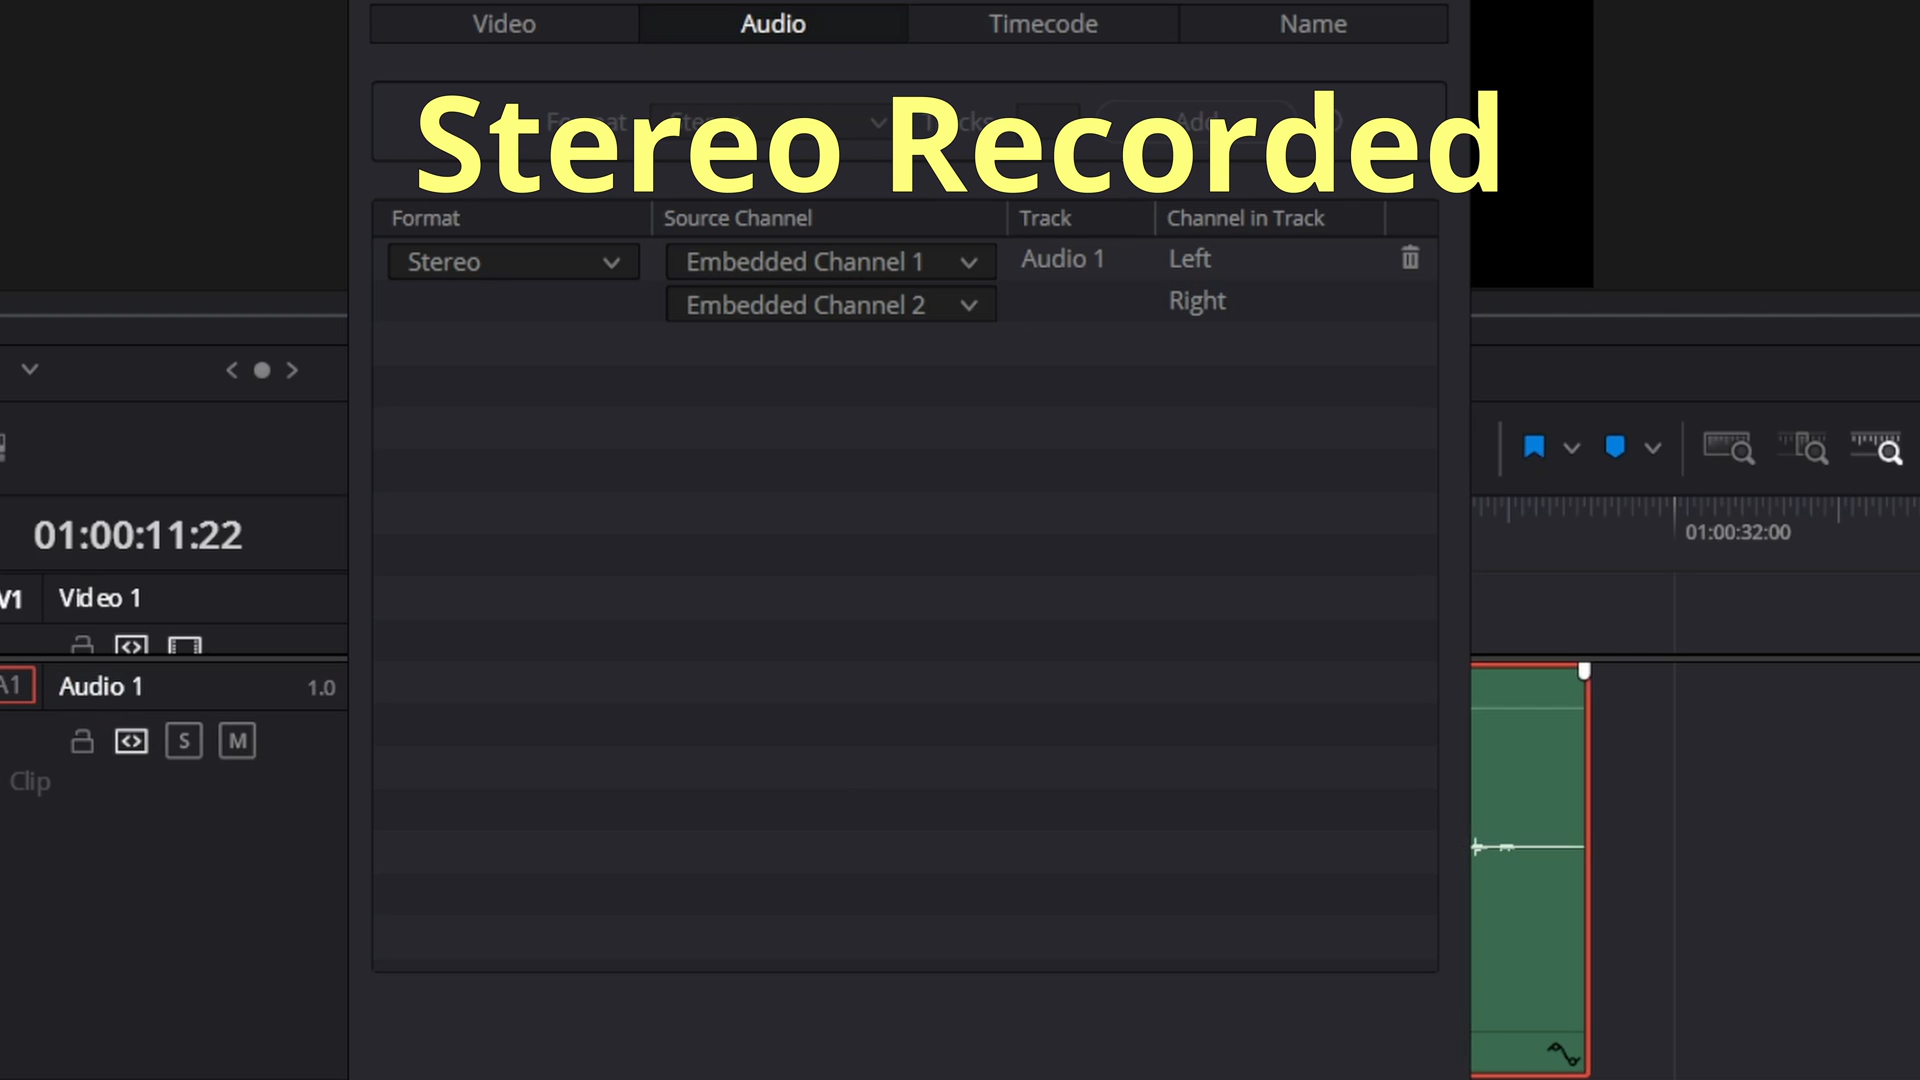 Video Audio Timecode Name
Stereo Recorded
Format Source Channel Track Channel in Track
Stereo Embedded Channel 1 Audio 1 Left
Embedded Channel 2 Right
01:00:11:22
01:00:32:00
V1 Video 1
A1 Audio 1 1.0
S M
Clip